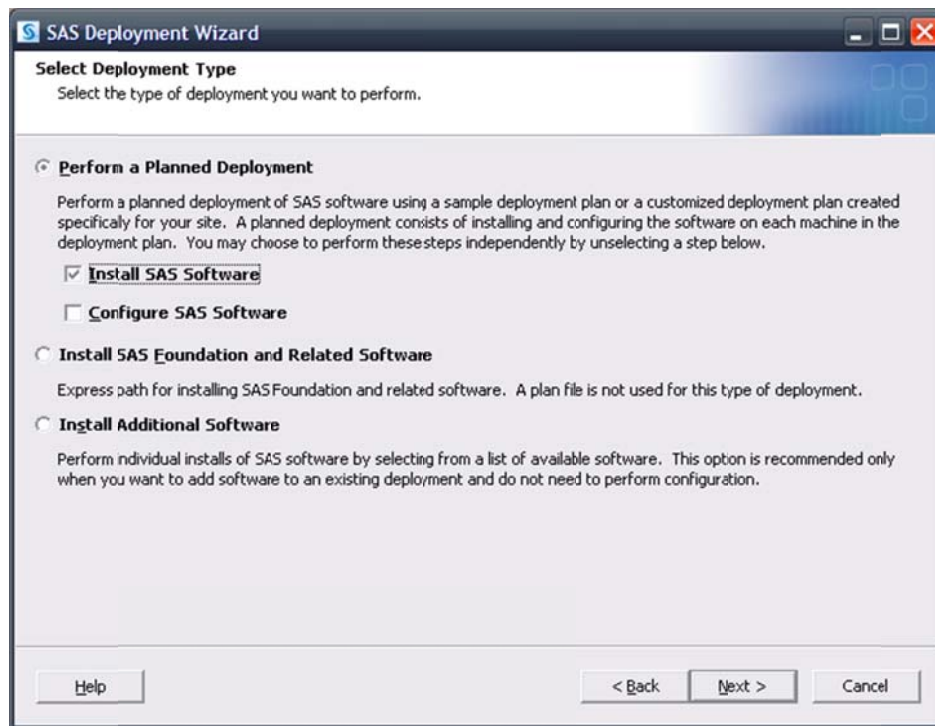 SAS Deployment Wizard
Select Deployment Type
Select the type of deployment you want to perform.
Perform a Planned Deployment
Perform a planned deployment of SAS software using a sample deployment plan or a customized deployment plan created
specificaly for your site. A planned deployment consists of installing and configuring the software on each machine in the
deployment plan. You may choose to perform these steps independently by unselecting a step below.
Install SAS Software
Configure SAS Software
Install SAS Foundation and Related Software
Express path for installing SAS Foundation and related software. A plan file is not used for this type of deployment.
Install Additional Software
Perform individual installs of SAS software by selecting from a list of available software. This option is recommended only
when you want to add software to an existing deployment and do not need to perform configuration.
Help
< Back
Next >
Cancel